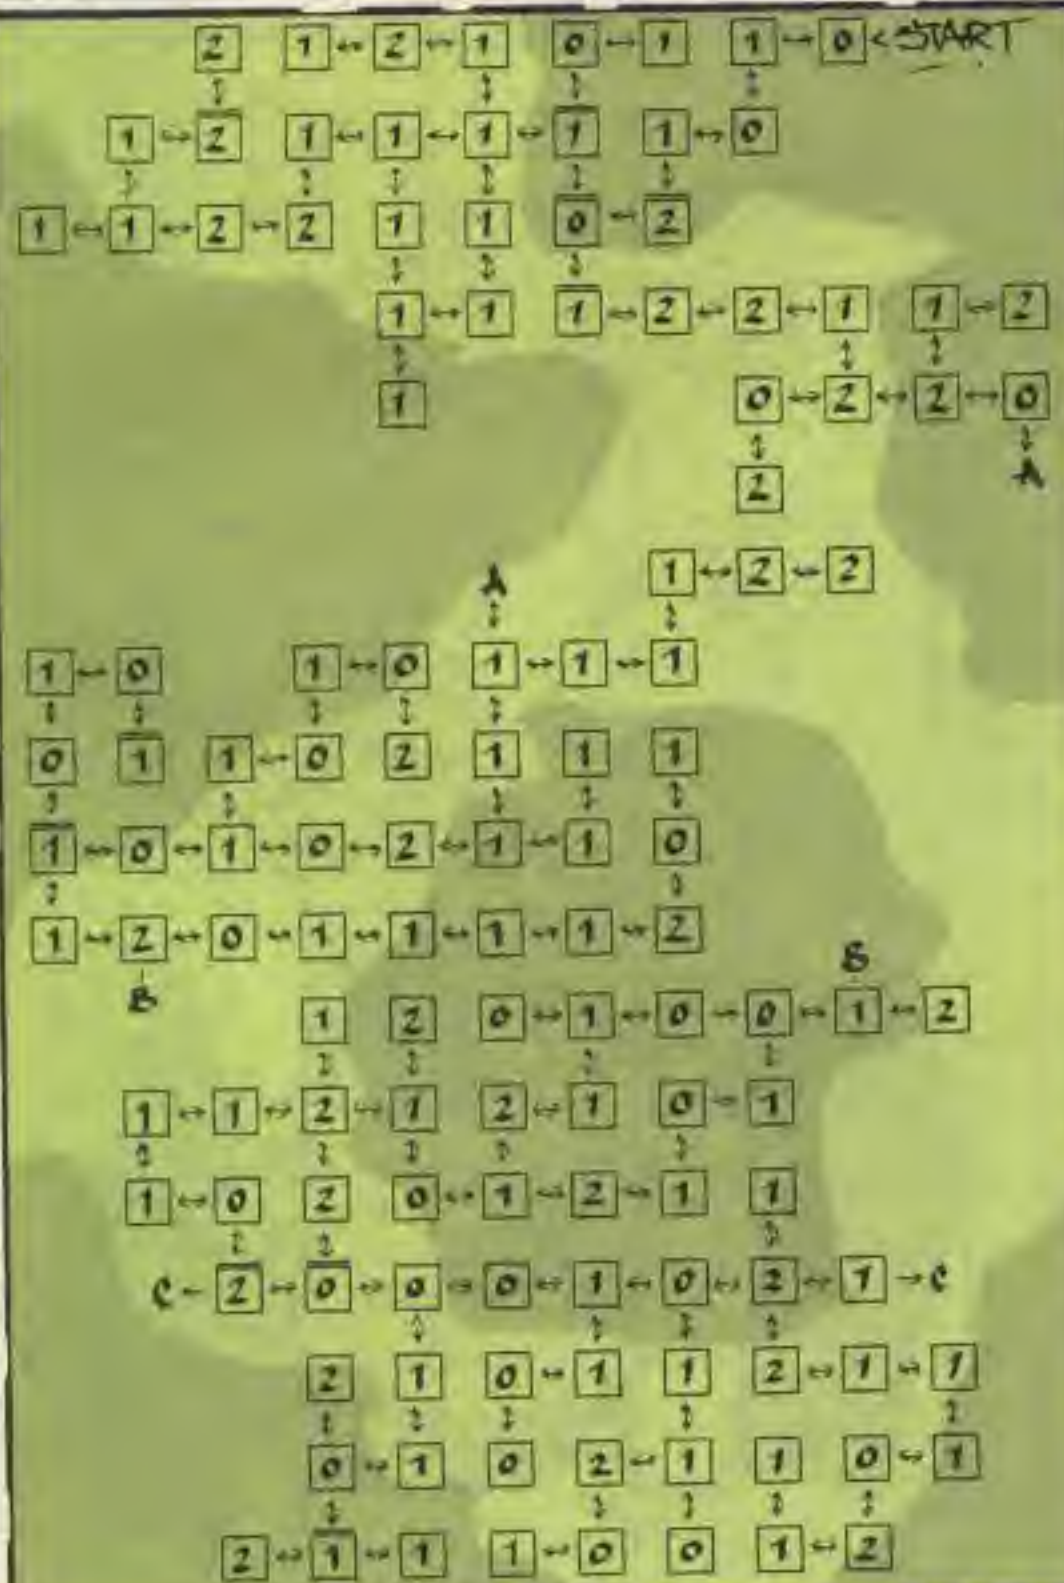 2 1 ↔ 2 ↔ 1 0 ↔ 1 1 ↔ 0 < START
1 ↔ 2 1 ↔ 1 ↔ 1 ↔ 1 1 ↔ 0
1 ↔ 1 ↔ 2 ↔ 2 1 1 0 ↔ 2
1 ↔ 1 1 ↔ 2 ↔ 2 ↔ 1 1 ↔ 2
1 0 ↔ 2 ↔ 2 ↔ 0
2 A
A 1 ↔ 2 ↔ 2
1 ↔ 0 1 ↔ 0 1 ↔ 1 ↔ 1
0 1 1 ↔ 0 2 1 1 1
1 ↔ 0 ↔ 1 ↔ 0 ↔ 2 ↔ 1 ↔ 1 0
1 ↔ 2 ↔ 0 ↔ 1 ↔ 1 ↔ 1 ↔ 1 ↔ 2
B B
1 2 0 ↔ 1 ↔ 0 ↔ 0 ↔ 1 ↔ 2
1 ↔ 1 ↔ 2 ↔ 1 2 ↔ 1 0 ↔ 1
1 ↔ 0 2 0 ↔ 1 ↔ 2 ↔ 1 1
C ← 2 ↔ 0 ↔ 0 ↔ 0 ↔ 1 ↔ 0 ↔ 2 ↔ 1 → C
2 1 0 ↔ 1 1 2 ↔ 1 ↔ 1
0 ↔ 1 0 2 ↔ 1 1 0 ↔ 1
2 ↔ 1 ↔ 1 1 ↔ 0 0 1 ↔ 2